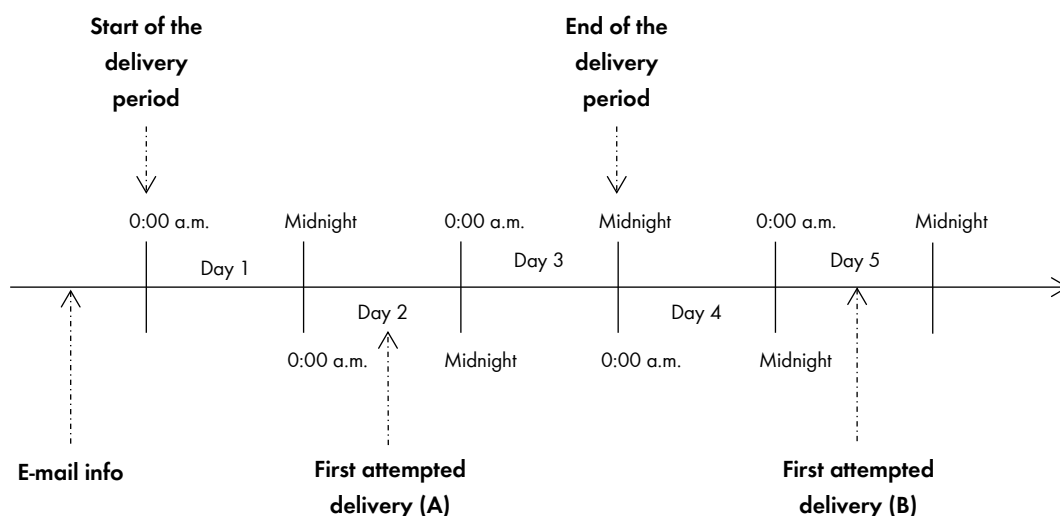 Start of the
delivery
period
End of the
delivery
period
0:00 a.m. Midnight 0:00 a.m. Midnight 0:00 a.m. Midnight
Day 1 Day 3 Day 5
Day 2 Day 4
0:00 a.m. Midnight 0:00 a.m. Midnight
E-mail info
First attempted
delivery (A)
First attempted
delivery (B)